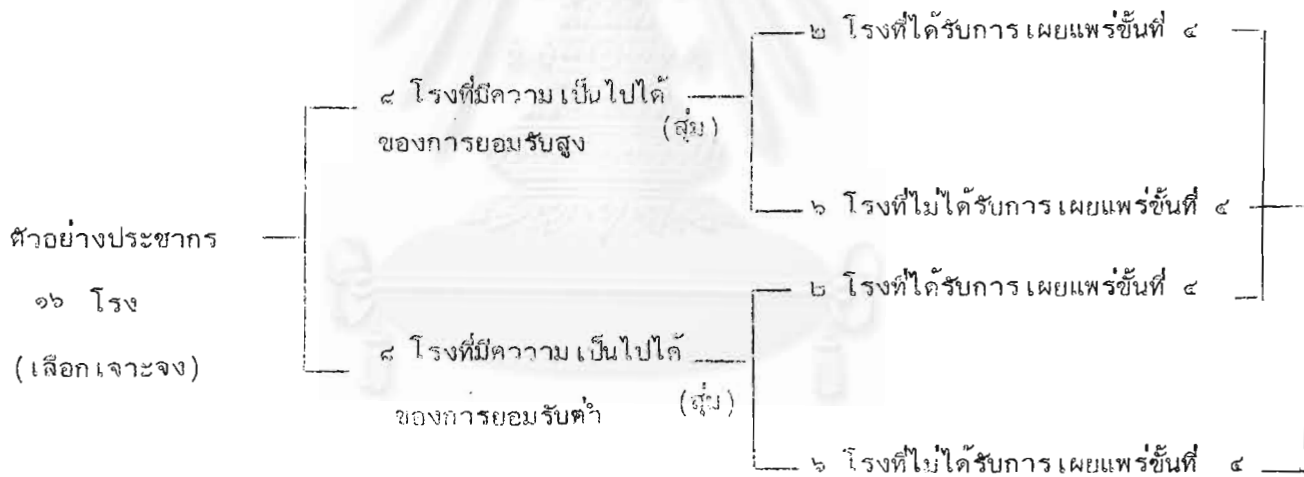 ๒ โรงที่ได้รับการเผยแพร่ขั้นที่ ๔
๘ โรงที่มีความเป็นไปได้
(สุ่ม)
ของการยอมรับสูง
๖ โรงที่ไม่ได้รับการเผยแพร่ขั้นที่ ๔
ตัวอย่างประชากร
๑๖ โรง
(เลือกเจาะจง)
๒ โรงที่ได้รับการเผยแพร่ขั้นที่ ๔
๘ โรงที่มีความเป็นไปได้
(สุ่ม)
ของการยอมรับต่ำ
๖ โรงที่ไม่ได้รับการเผยแพร่ขั้นที่ ๔